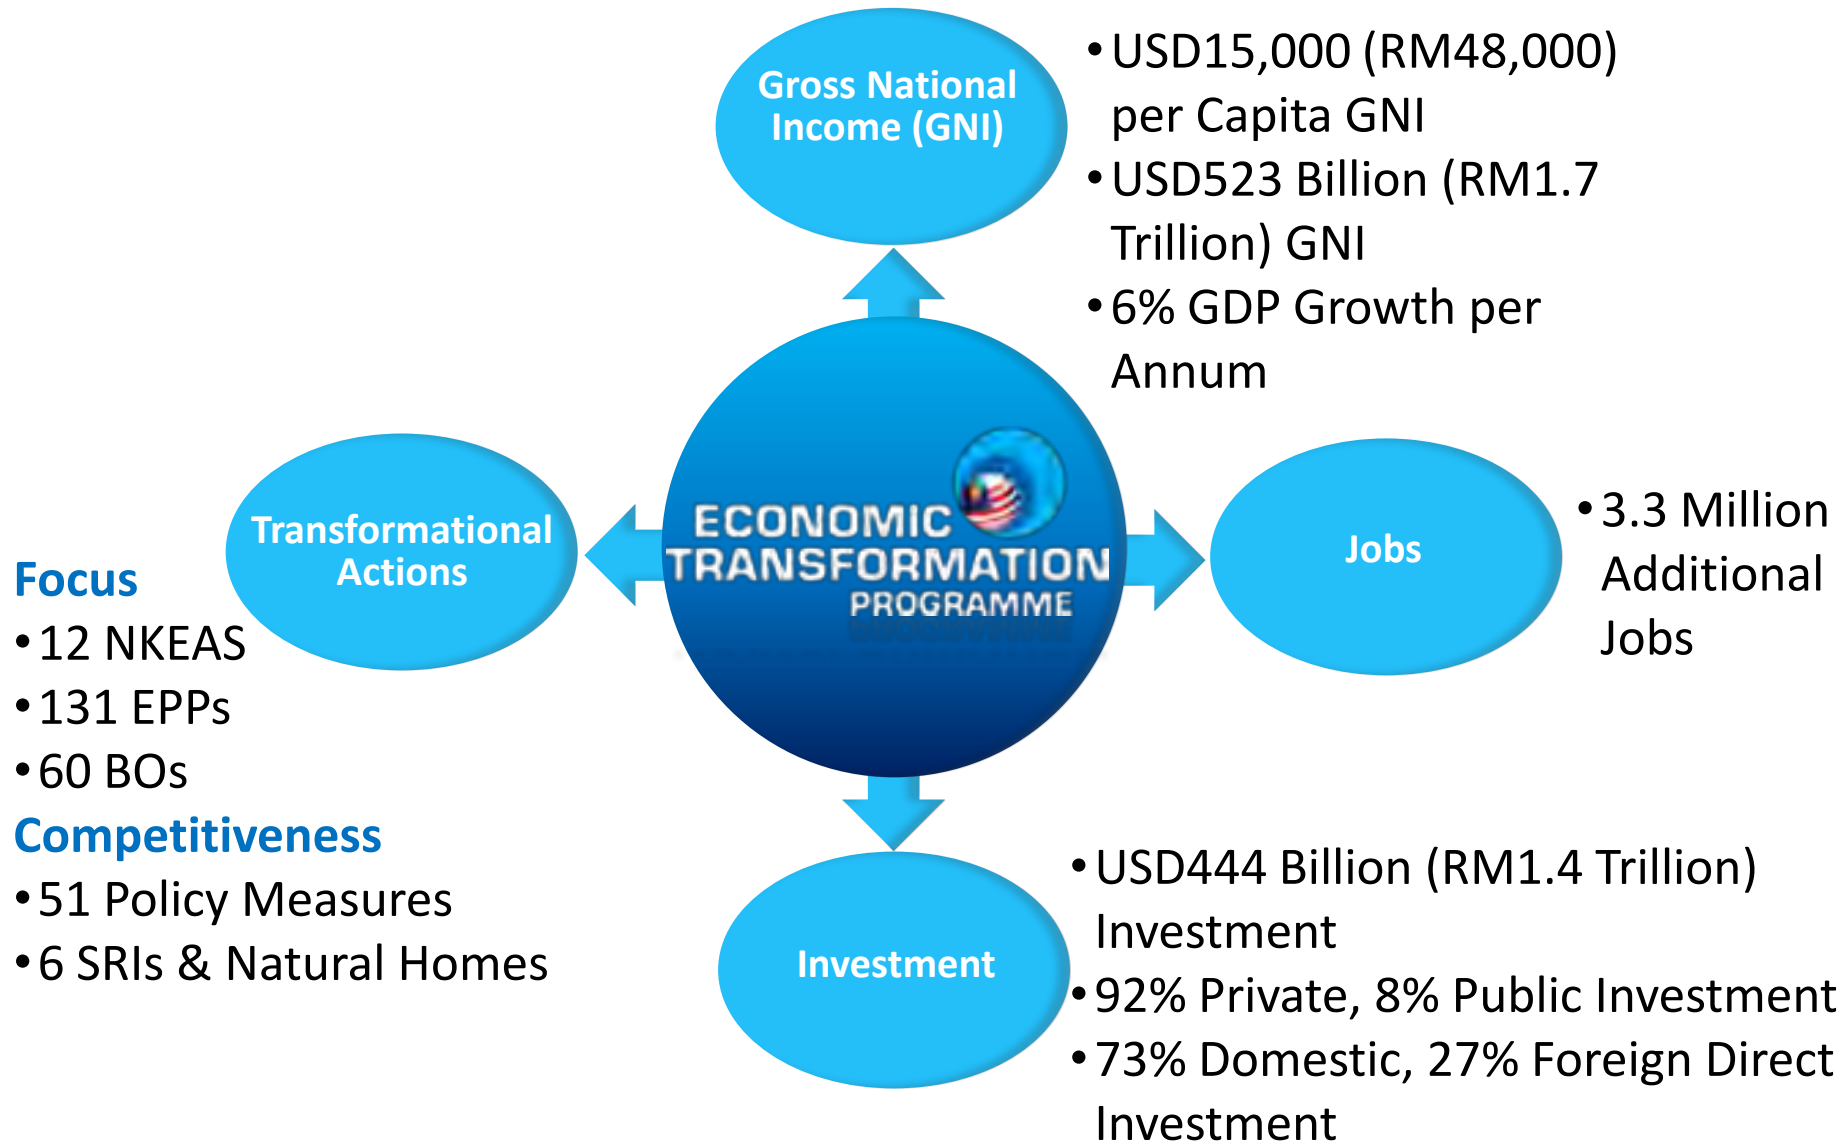 Gross National
Income (GNI)
•USD15,000 (RM48,000)
per Capita GNI
•USD523 Billion (RM1.7
Trillion) GNI
•6% GDP Growth per
Annum
ECONOMIC
TRANSFORMATION
PROGRAMME
Jobs
•3.3 Million
Additional
Jobs
Transformational
Actions
Focus
•12 NKEAS
•131 EPPs
•60 BOs
Competitiveness
•51 Policy Measures
•6 SRIs & Natural Homes
Investment
•USD444 Billion (RM1.4 Trillion)
Investment
•92% Private, 8% Public Investment
•73% Domestic, 27% Foreign Direct
Investment